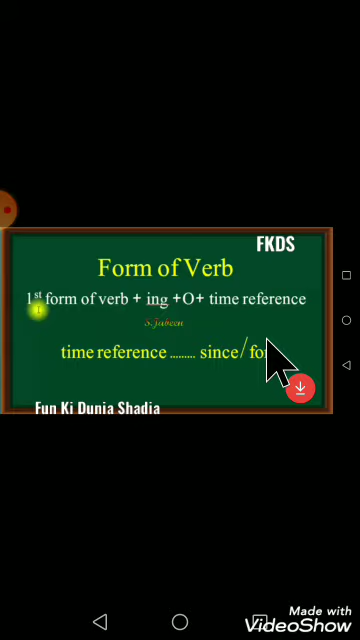 FKDS
Form of Verb
1st form of verb + ing +O+ time reference
S.Jabeen
time reference ......... since/for
Fun Ki Dunia Shadia
Made with
VideoShow